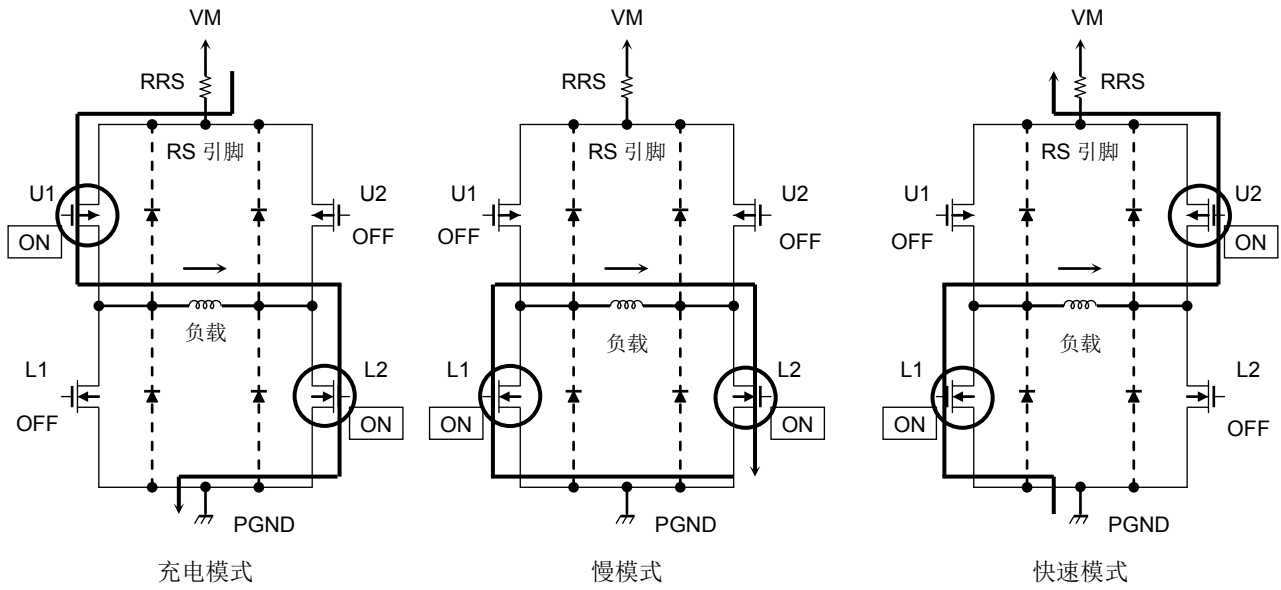 VM
RRS
RS 引脚
U1
ON
U2
OFF
负载
L1
OFF
L2
ON
PGND
充电模式
VM
RRS
RS 引脚
U1
OFF
U2
OFF
负载
L1
ON
L2
ON
PGND
慢模式
VM
RRS
RS 引脚
U1
OFF
U2
ON
负载
L1
ON
L2
OFF
PGND
快速模式